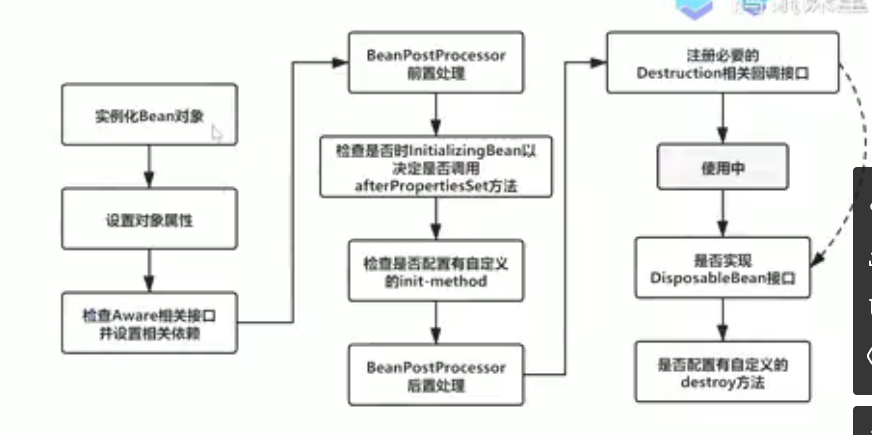 实例化Bean对象
设置对象属性
检查Aware相关接口
并设置相关依赖
BeanPostProcessor
前置处理
检查是否时InitializingBean以
决定是否调用
afterPropertiesSet方法
检查是否配置有自定义
的init-method
BeanPostProcessor
后置处理
注册必要的
Destruction相关回调接口
使用中
是否实现
DisposableBean接口
是否配置有自定义的
destroy方法